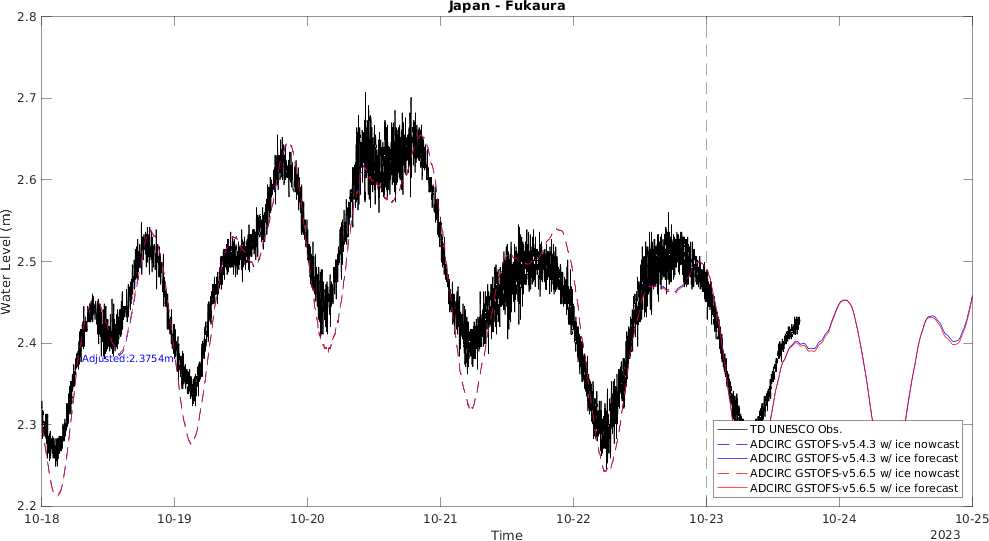 Japan - Fukaura
2.8
2.7
2.6
2.5
2.4
2.3
2.2
Water Level (m)
Adjusted:2.3754m
TD UNESCO Obs.
ADCIRC GSTOFS-v5.4.3 w/ ice nowcast
ADCIRC GSTOFS-v5.4.3 w/ ice forecast
ADCIRC GSTOFS-v5.6.5 w/ ice nowcast
ADCIRC GSTOFS-v5.6.5 w/ ice forecast
10-18 10-19 10-20 10-21 10-22 10-23 10-24 10-25
Time
2023